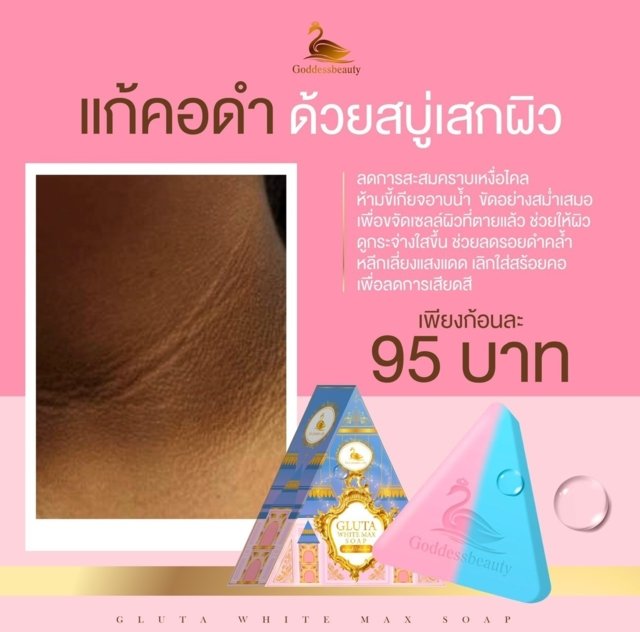 Goddessbeauty
แก้คอดำ ด้วยสบู่เสกผิว
ลดการสะสมคราบเหงื่อไคล
ห้ามขี้เกียจอาบน้ำ ขัดอย่างสม่ำเสมอ
เพื่อขจัดเซลล์ผิวที่ตายแล้ว ช่วยให้ผิว
ดูกระจ่างใสขึ้น ช่วยลดรอยดำคล้ำ
หลีกเลี่ยงแสงแดด เลิกใส่สร้อยคอ
เพื่อลดการเสียดสี
เพียงก้อนละ
95 บาท
GLUTA
WHITE MAX
SOAP
Goddessbeauty
GLUTA WHITE MAX SOAP